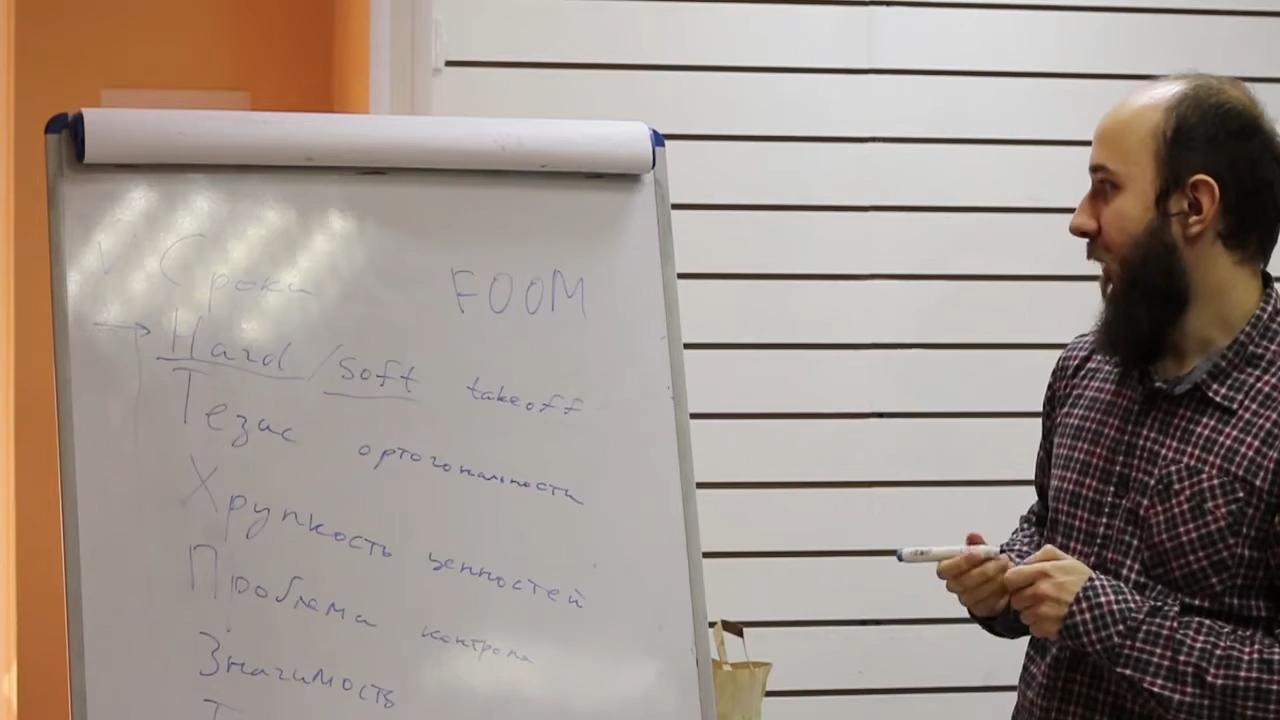 Сроки FOOM
Hard / Soft takeoff
Тезис ортогональности
Хрупкость ценностей
Проблема контроля
Значимость